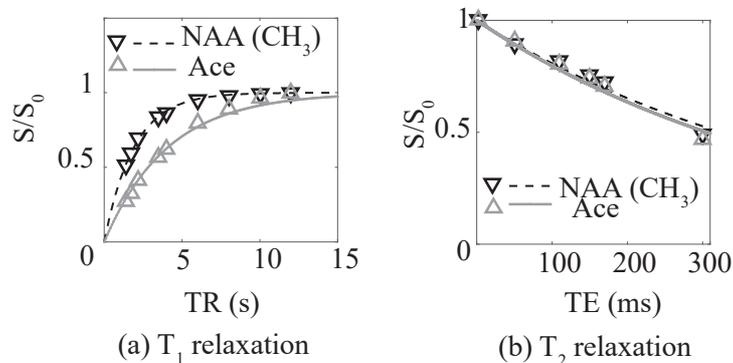 NAA (CH₃)
Ace
1
0.5
0
5
10
15
S/S₀
TR (s)
(a) T₁ relaxation
1
0.5
0
100
200
300
S/S₀
NAA (CH₃)
Ace
TE (ms)
(b) T₂ relaxation